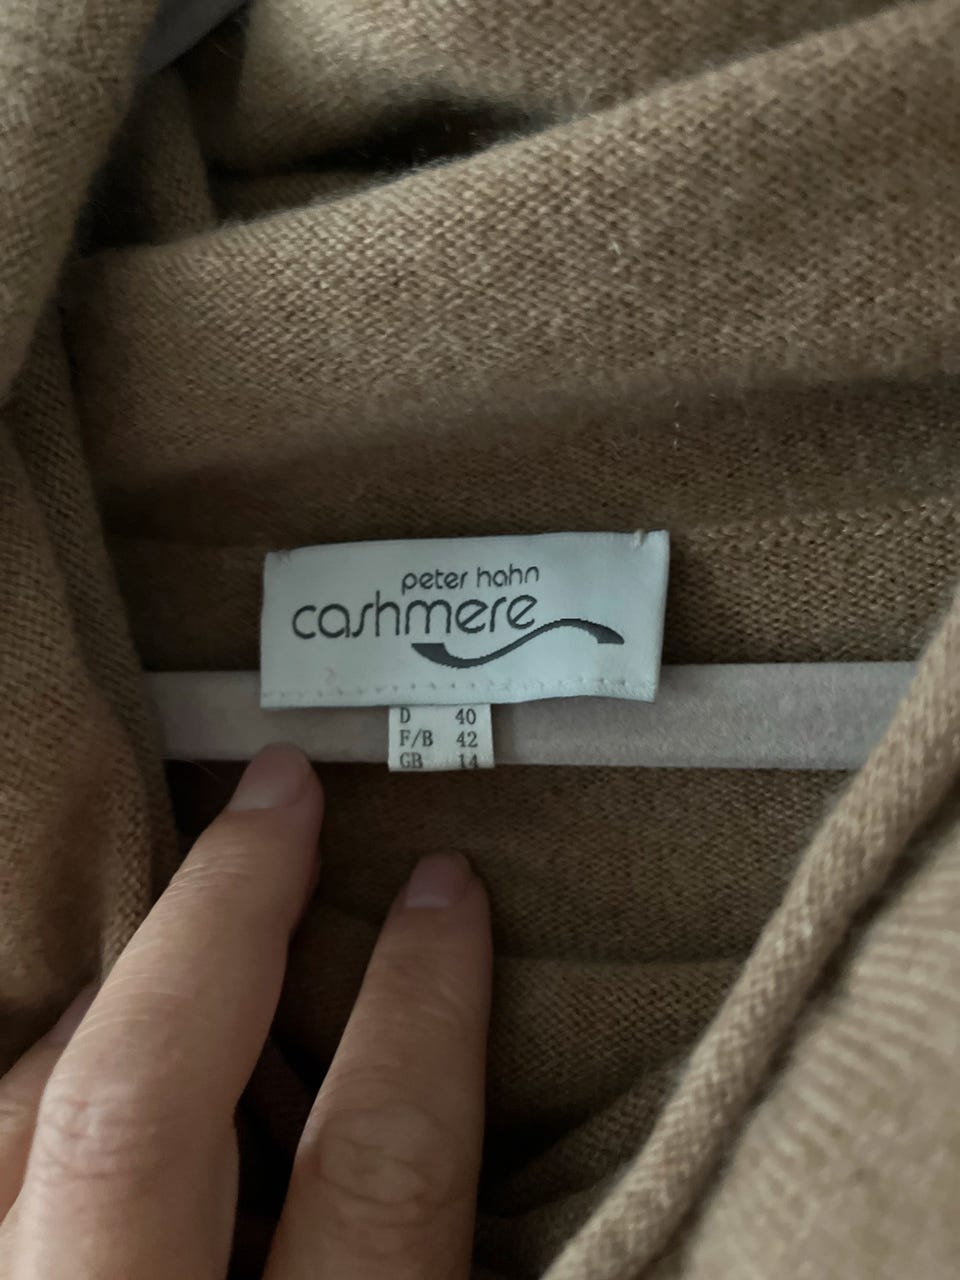 peter hahn
cashmere
D 40
F/B 42
GB 14